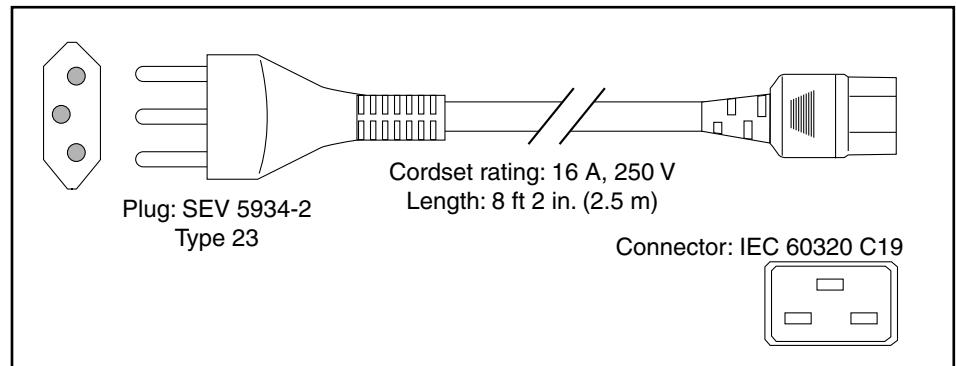 Cordset rating: 16 A, 250 V
Length: 8 ft 2 in. (2.5 m)
Plug: SEV 5934-2
Type 23
Connector: IEC 60320 C19